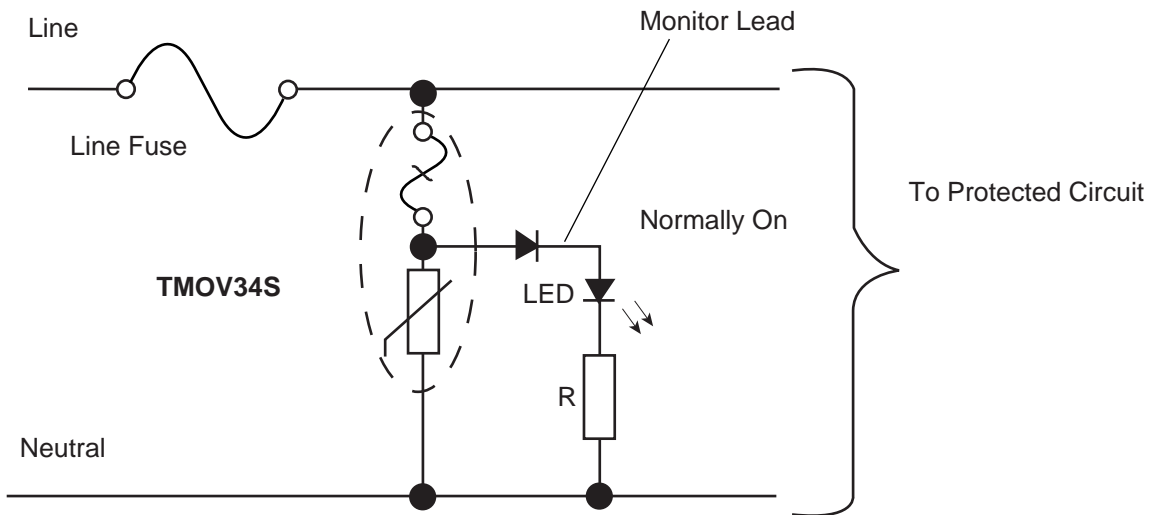 Line
Monitor Lead
Line Fuse
To Protected Circuit
Normally On
TMOV34S
LED
R
Neutral